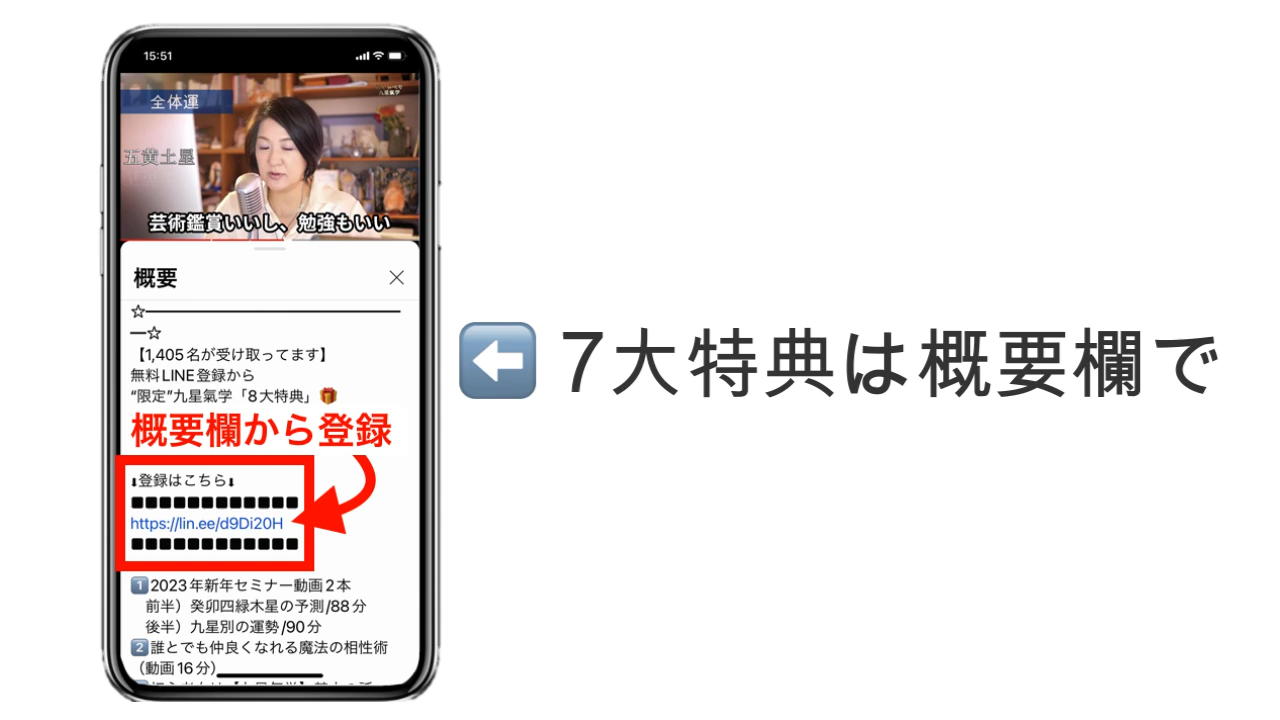 15:51
全体運
九星氣学
五黄土星
芸術鑑賞いいし、勉強もいい
概要
☆━━━━━━━━━━━━━━━━━
━☆
【1,405名が受け取ってます】
無料LINE登録から
“限定”九星氣学「8大特典」🎁
概要欄から登録
⬇登録はこちら⬇
■■■■■■■■■■■■
https://lin.ee/d9Di20H
■■■■■■■■■■■■
1️⃣2023年新年セミナー動画2本
前半）癸卯四緑木星の予測/88分
後半）九星別の運勢/90分
2️⃣誰とでも仲良くなれる魔法の相性術
（動画16分）
⬅️7大特典は概要欄で